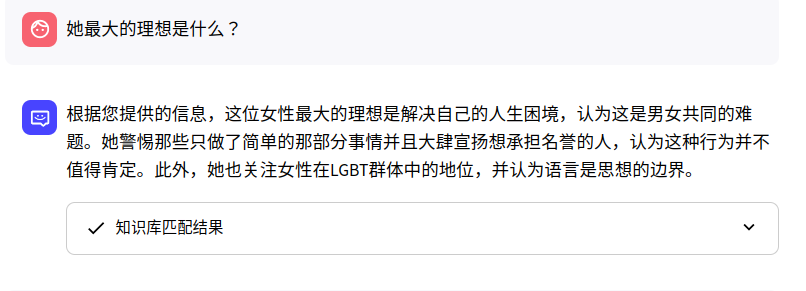 她最大的理想是什么？
根据您提供的信息，这位女性最大的理想是解决自己的人生困境，认为这是男女共同的难
题。她警惕那些只做了简单的那部分事情并且大肆宣扬想承担名誉的人，认为这种行为并不
值得肯定。此外，她也关注女性在LGBT群体中的地位，并认为语言是思想的边界。
知识库匹配结果